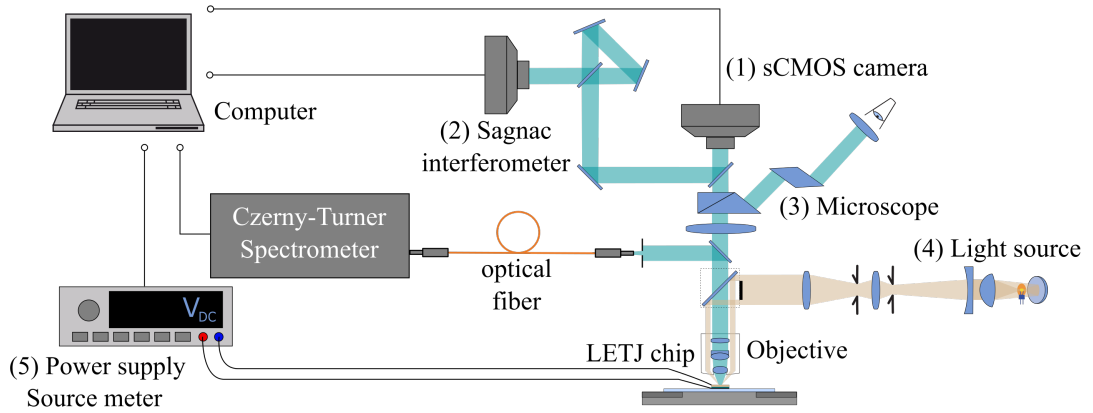 Computer
(1) sCMOS camera
(2) Sagnac
interferometer
(3) Microscope
Czerny-Turner
Spectrometer
optical
fiber
(4) Light source
V_DC
LETJ chip
Objective
(5) Power supply
Source meter